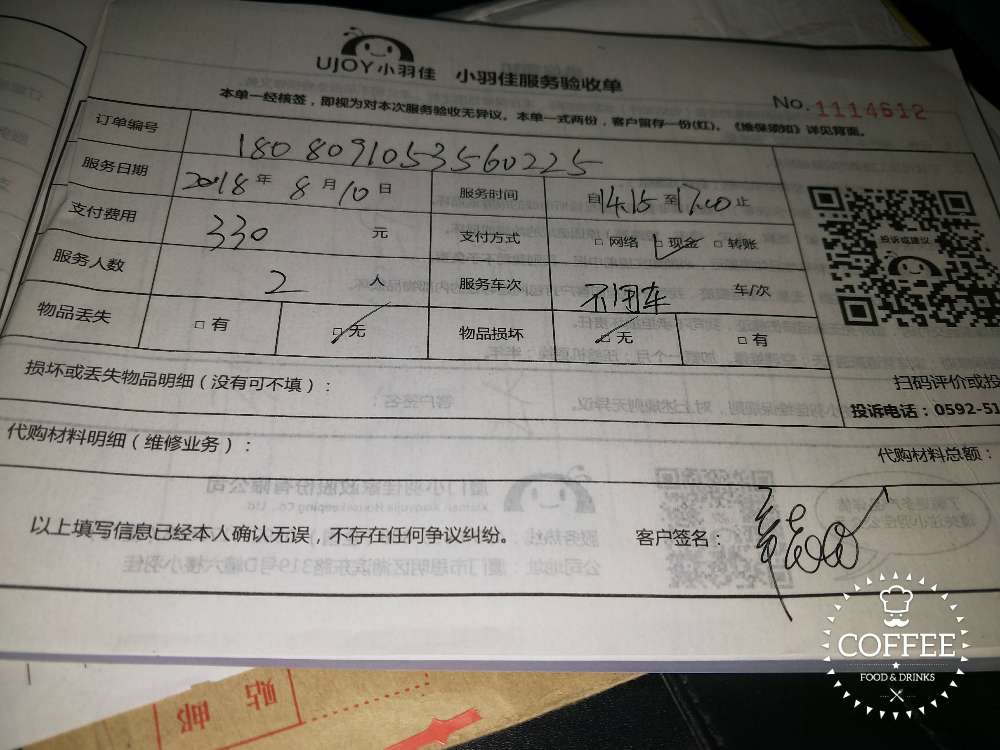 UJOY小羽佳 小羽佳服务验收单
No.1114612
本单一经核签，即视为对本次服务验收无异议。本单一式两份，客户留存一份(红)。《维保须知》详见背面。
订单编号 180809105356022 5
服务日期 2018年 8月10日 服务时间 自14.15至17.00止
支付费用 330 元 支付方式 □网络 □现金 □转账
服务人数 2 人 服务车次 不用车 车/次
物品丢失 □有 □无 物品损坏 □无 □有
投诉或建议
扫码评价或投
投诉电话：0592-51
损坏或丢失物品明细（没有可不填）：
代购材料明细（维修业务）： 代购材料总额：
以上填写信息已经本人确认无误，不存在任何争议纠纷。 客户签名：
贴
邮
COFFEE
FOOD & DRINKS